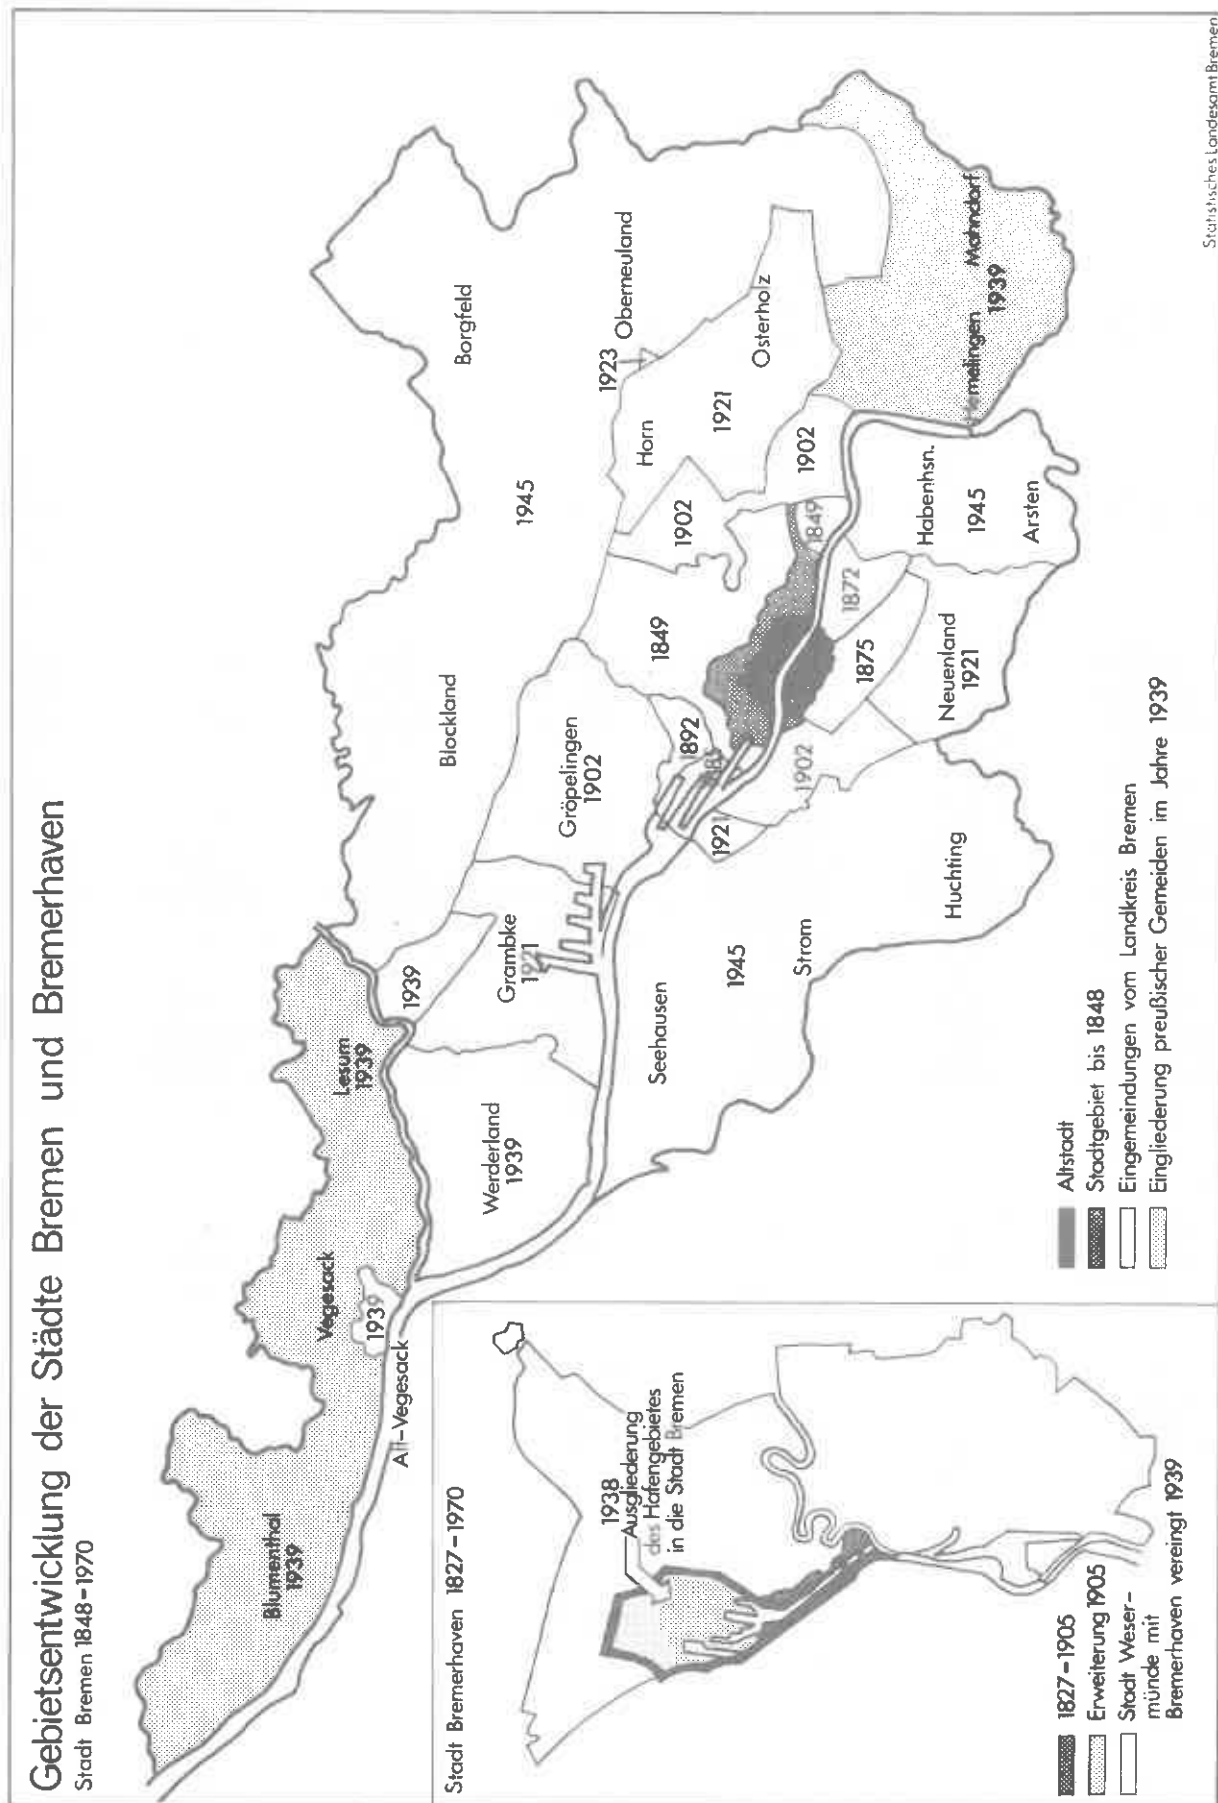 Gebietsentwicklung der Städte Bremen und Bremerhaven
Stadt Bremen 1848-1970
Blumenthal
1939
Vegesack
1939
Alt-Vegesack
Lesum
1939
1939
Werderland
1939
Grambke
1921
Blockland
Gröpelingen
1902
1945
Borgfeld
Oberneuland
1923
Horn
1921
Osterholz
1902
1902
1849
1849
1892
1872
1875
1902
1921
Neuenland
1921
Habenhsn.
1945
Arsten
Hemelingen Mahndorf
1939
Seehausen
1945
Strom
Huchting
Altstadt
Stadtgebiet bis 1848
Eingemeindungen vom Landkreis Bremen
Eingliederung preußischer Gemeiden im Jahre 1939
Stadt Bremerhaven 1827-1970
1938
Ausgliederung
des Hafengebietes
in die Stadt Bremen
1827-1905
Erweiterung 1905
Stadt Weser-
münde mit
Bremerhaven vereingt 1939
Statistisches Landesamt Bremen